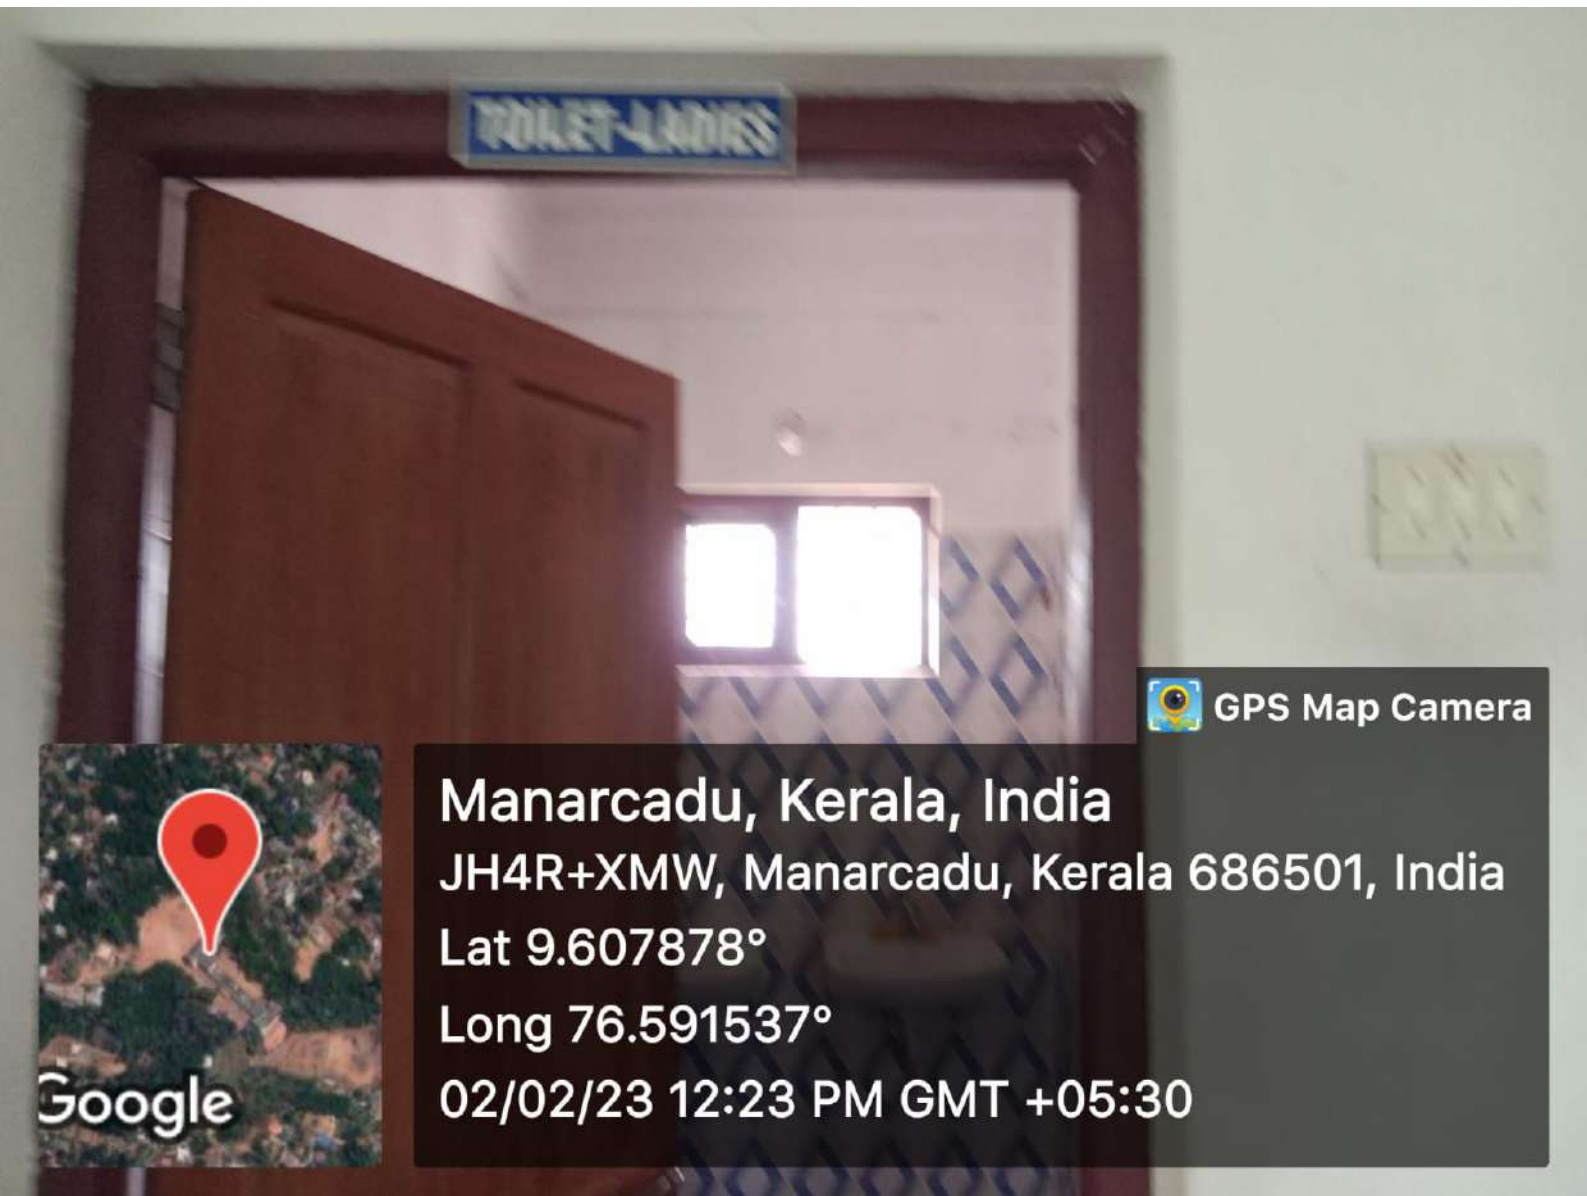 TOILET-LADIES
GPS Map Camera
Manarcadu, Kerala, India
JH4R+XMW, Manarcadu, Kerala 686501, India
Lat 9.607878°
Long 76.591537°
02/02/23 12:23 PM GMT +05:30
Google